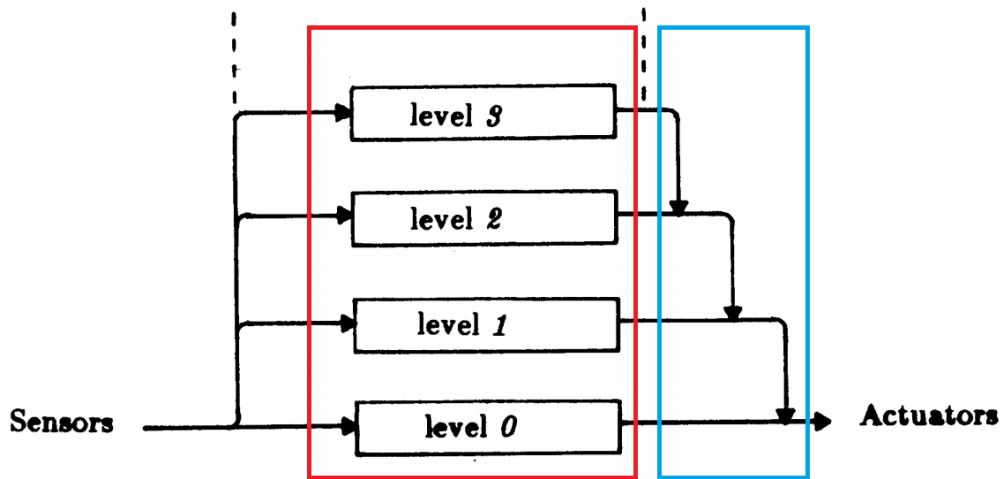 level 3
level 2
level 1
Sensors
level 0
Actuators